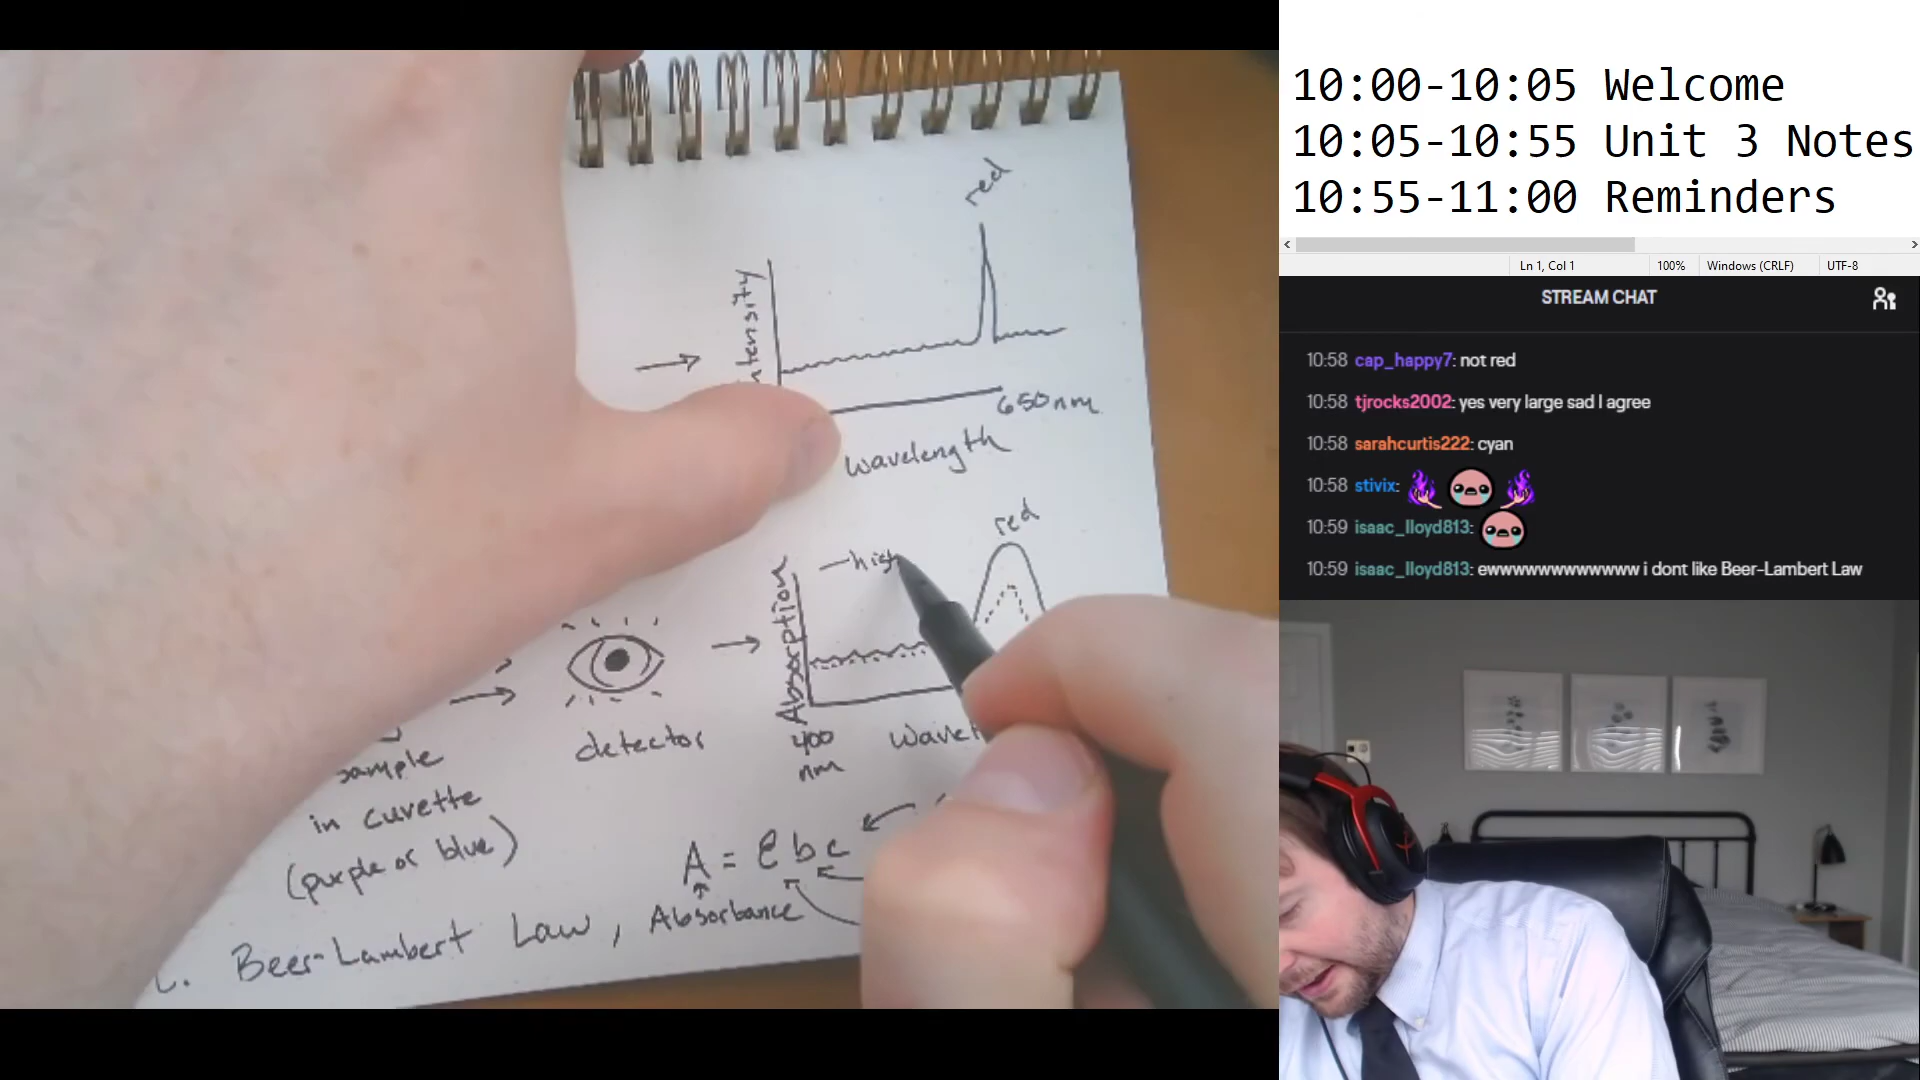 red
650 nm
wavelength
red
high
Absorption
detector
400
nm
sample
in cuvette
(purple or blue)
A = ε b c
Absorbance
Beer-Lambert Law,
10:00-10:05 Welcome
10:05-10:55 Unit 3 Notes
10:55-11:00 Reminders
Ln 1, Col 1
100%
Windows (CRLF)
UTF-8
STREAM CHAT
10:58 cap_happy7: not red
10:58 tjrocks2002: yes very large sad I agree
10:58 sarahcurtis222: cyan
10:58 stivix:
10:59 isaac_lloyd813:
10:59 isaac_lloyd813: ewwwwwwwwwwww i dont like Beer-Lambert Law